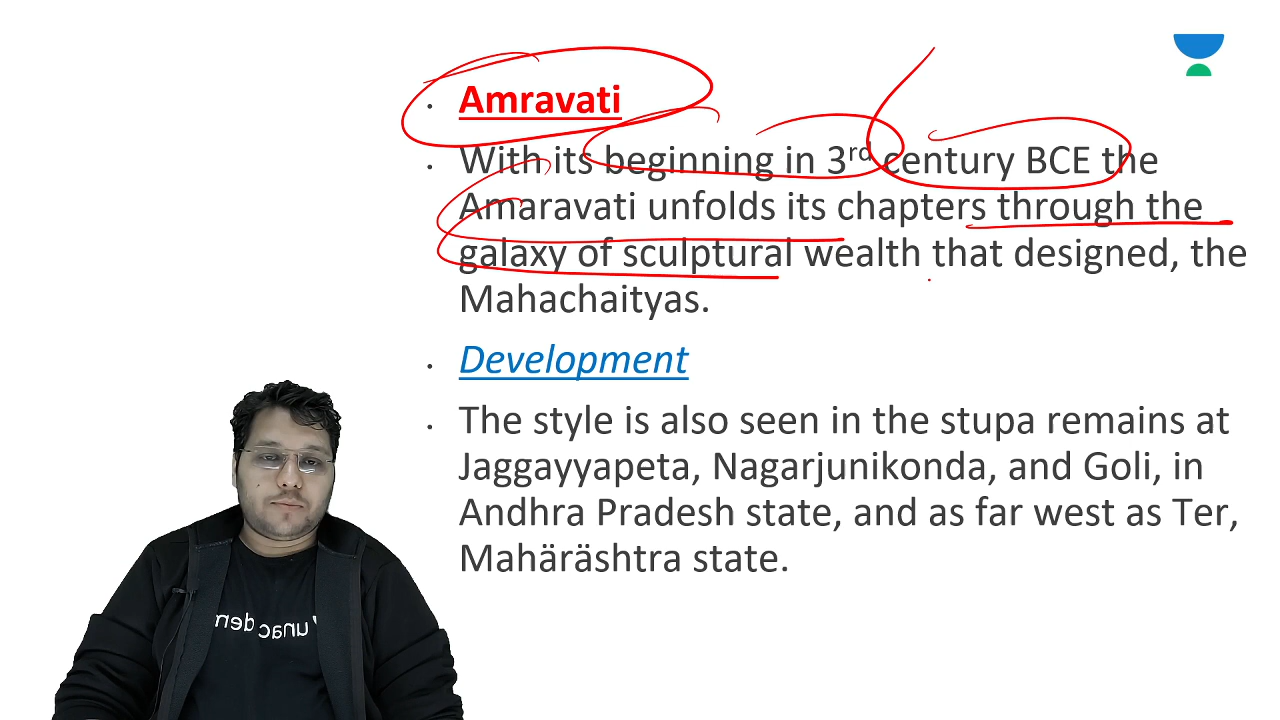 Amravati
With its beginning in 3rd century BCE the
Amaravati unfolds its chapters through the
galaxy of sculptural wealth that designed, the
Mahachaityas.
Development
The style is also seen in the stupa remains at
Jaggayyapeta, Nagarjunikonda, and Goli, in
Andhra Pradesh state, and as far west as Ter,
Mahäräshtra state.